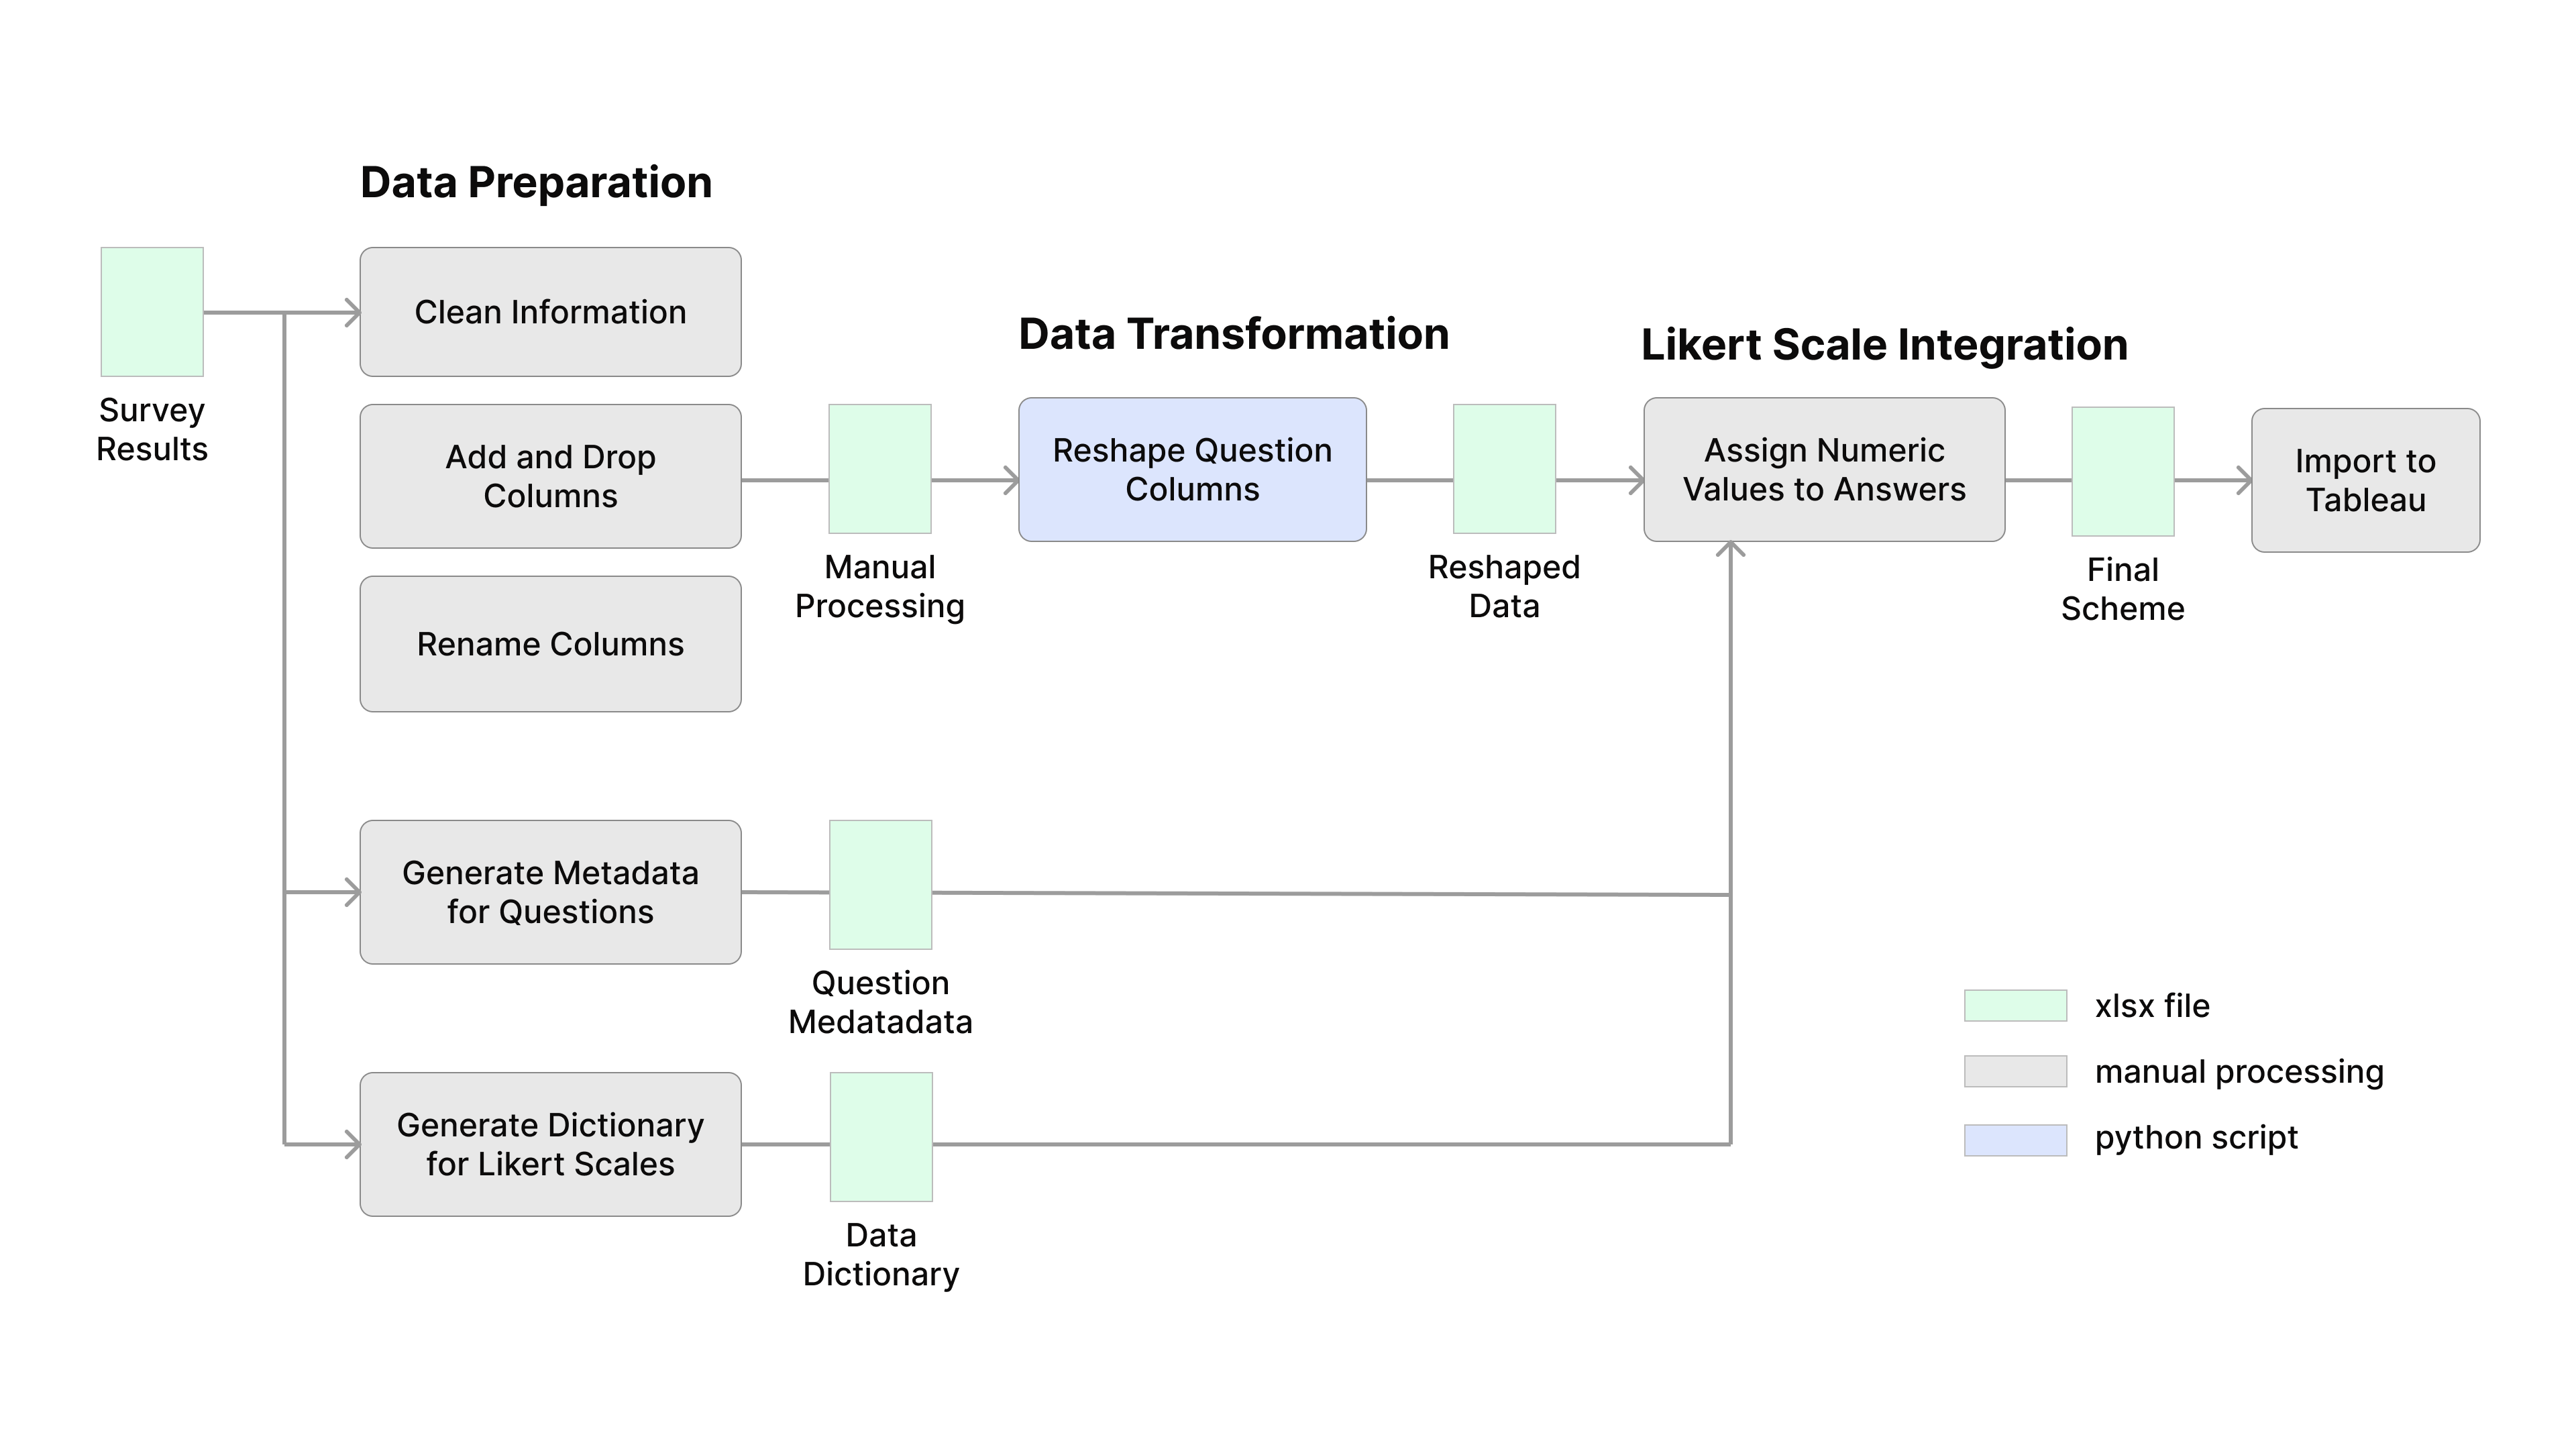 Data Preparation
Survey
Results
Clean Information
Add and Drop
Columns
Rename Columns
Manual
Processing
Data Transformation
Reshape Question
Columns
Reshaped
Data
Likert Scale Integration
Assign Numeric
Values to Answers
Final
Scheme
Import to
Tableau
Generate Metadata
for Questions
Question
Medatadata
Generate Dictionary
for Likert Scales
Data
Dictionary
xlsx file
manual processing
python script